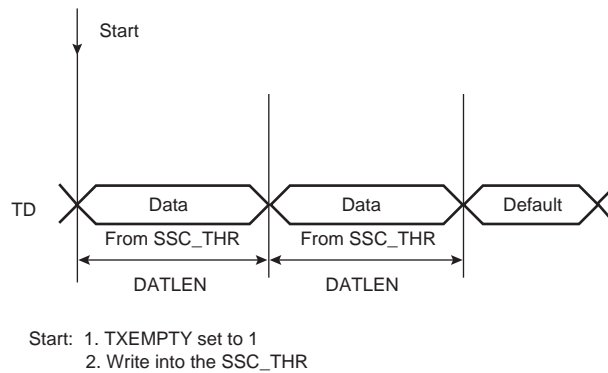 Start
TD
Data
Data
Default
From SSC_THR
From SSC_THR
DATLEN
DATLEN
Start: 1. TXEMPTY set to 1
2. Write into the SSC_THR